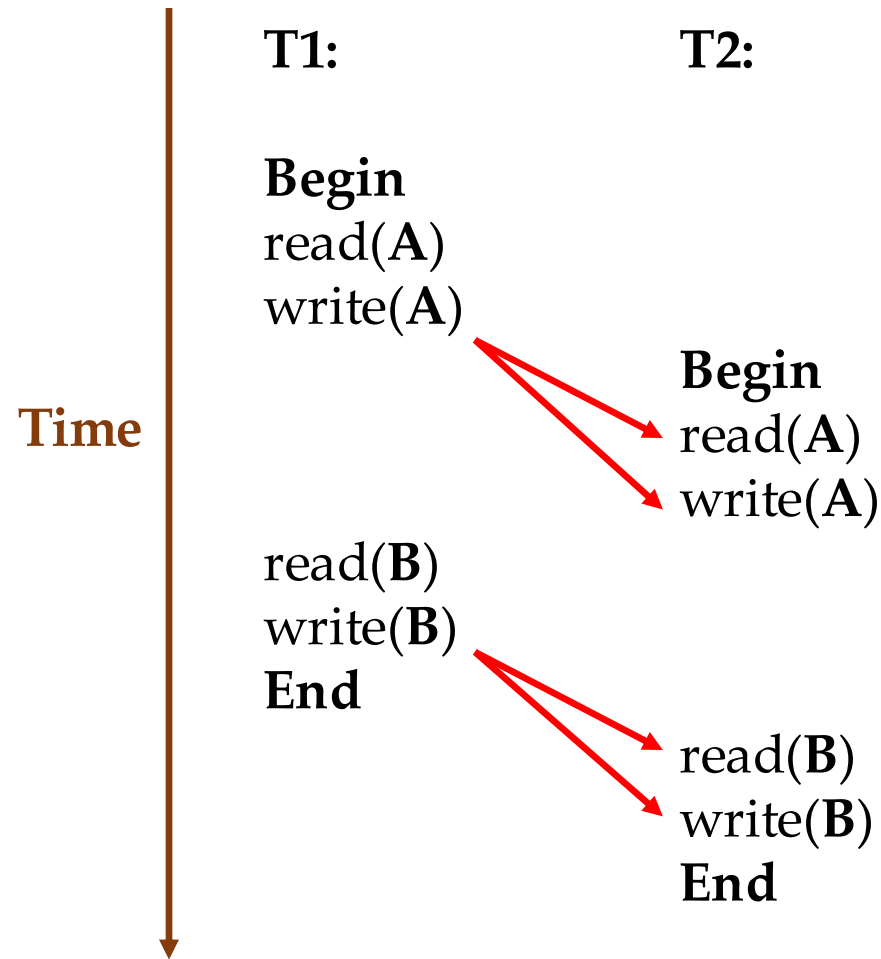 T1: T2:
Begin
read(A)
write(A)
Begin
Time
read(A)
write(A)
read(B)
write(B)
End
read(B)
write(B)
End